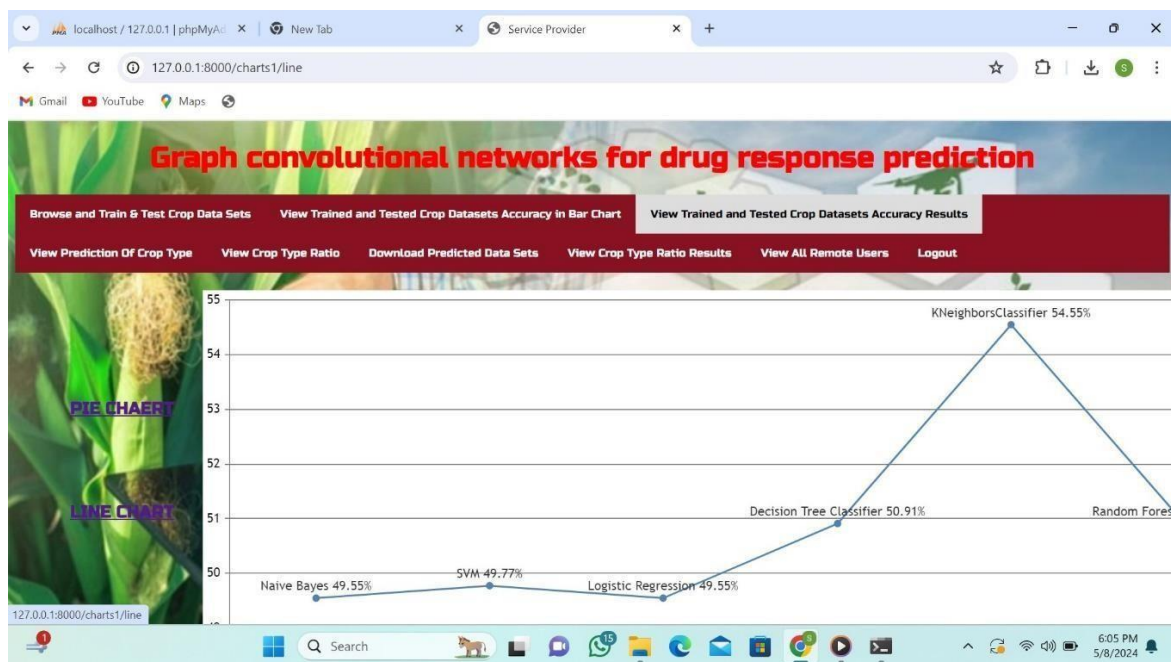 localhost / 127.0.0.1 | phpMyAd
New Tab
Service Provider
127.0.0.1:8000/charts1/line
S
Gmail YouTube Maps
Graph convolutional networks for drug response prediction
Browse and Train & Test Crop Data Sets View Trained and Tested Crop Datasets Accuracy in Bar Chart View Trained and Tested Crop Datasets Accuracy Results
View Prediction Of Crop Type View Crop Type Ratio Download Predicted Data Sets View Crop Type Ratio Results View All Remote Users Logout
PIE CHAERT
LINE CHART
55
54
53
52
51
50
KNeighborsClassifier 54.55%
Decision Tree Classifier 50.91%
Random Fores
Naive Bayes 49.55%
SVM 49.77%
Logistic Regression 49.55%
127.0.0.1:8000/charts1/line
1
Search
15
6:05 PM
5/8/2024